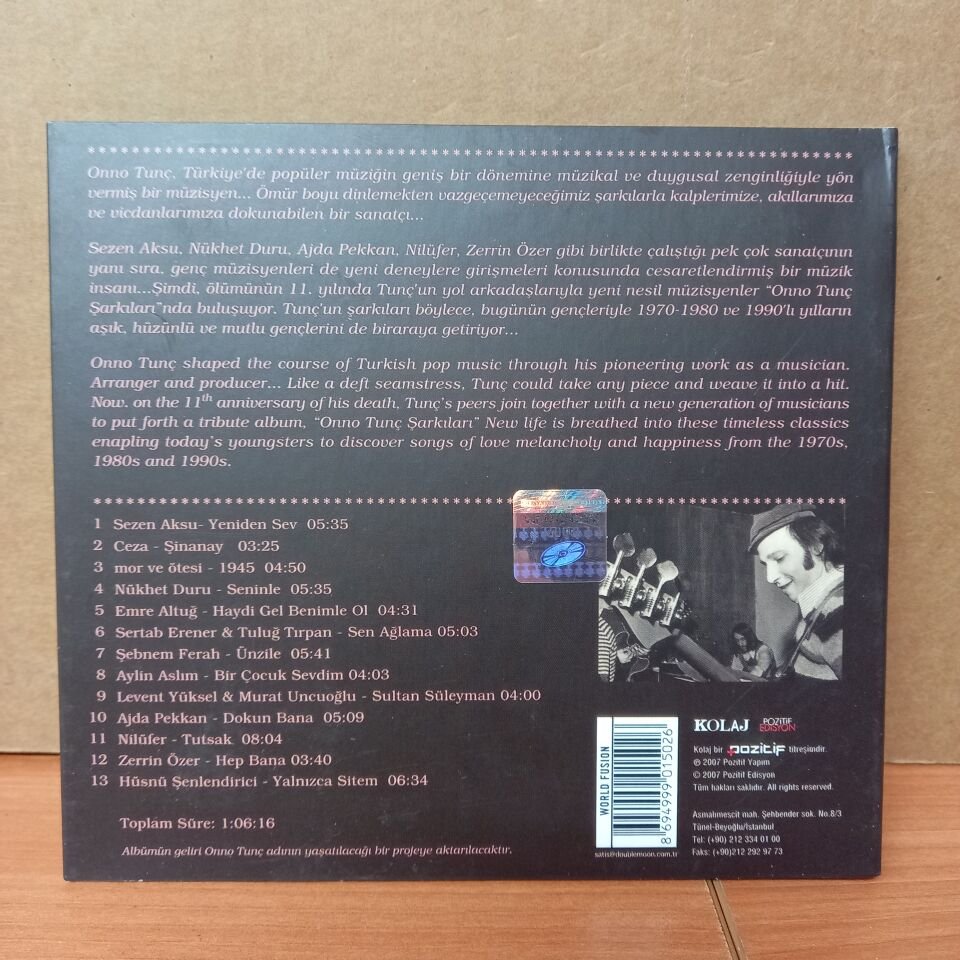 Onno Tunç, Türkiye'de popüler müziğin geniş bir dönemine müzikal ve duygusal zenginliğiyle yön
vermiş bir müzisyen... Ömür boyu dinlemekten vazgeçemeyeceğimiz şarkılarla kalplerimize, akıllarımıza
ve vicdanlarımıza dokunabilen bir sanatçı...
Sezen Aksu, Nükhet Duru, Ajda Pekkan, Nilüfer, Zerrin Özer gibi birlikte çalıştığı pek çok sanatçının
yanı sıra, genç müzisyenleri de yeni deneylere girişmeleri konusunda cesaretlendirmiş bir müzik
insanı...Şimdi, ölümünün 11. yılında Tunç'un yol arkadaşlarıyla yeni nesil müzisyenler "Onno Tunç
Şarkıları"nda buluşuyor. Tunç'un şarkıları böylece, bugünün gençleriyle 1970-1980 ve 1990'lı yılların
aşık, hüzünlü ve mutlu gençlerini de biraraya getiriyor...
Onno Tunç shaped the course of Turkish pop music through his pioneering work as a musician.
Arranger and producer... Like a deft seamstress, Tunç could take any piece and weave it into a hit.
Now. on the 11th anniversary of his death, Tunç's peers join together with a new generation of musicians
to put forth a tribute album, "Onno Tunç Şarkıları" New life is breathed into these timeless classics
enapling today's youngsters to discover songs of love melancholy and happiness from the 1970s,
1980s and 1990s.
1 Sezen Aksu- Yeniden Sev 05:35
2 Ceza - Şinanay 03:25
3 mor ve ötesi - 1945 04:50
4 Nükhet Duru - Seninle 05:35
5 Emre Altuğ - Haydi Gel Benimle Ol 04:31
6 Sertab Erener & Tuluğ Tırpan - Sen Ağlama 05:03
7 Şebnem Ferah - Ünzile 05:41
8 Aylin Aslım - Bir Çocuk Sevdim 04:03
9 Levent Yüksel & Murat Uncuoğlu - Sultan Süleyman 04:00
10 Ajda Pekkan - Dokun Bana 05:09
11 Nilüfer - Tutsak 08:04
12 Zerrin Özer - Hep Bana 03:40
13 Hüsnü Şenlendirici - Yalnızca Sitem 06:34
Toplam Süre: 1:06:16
Albümün geliri Onno Tunç adının yaşatılacağı bir projeye aktarılacaktır.
WORLD FUSION
8 694999 015026
satis@doublemoon.com.tr
KOLAJ
POZİTİF
EDİSYON
Kolaj bir pozitif titreşimdir.
℗ 2007 Pozitif Yapım
© 2007 Pozitif Edisyon
Tüm hakları saklıdır. All rights reserved.
Asmalımescit mah. Şehbender sok. No.8/3
Tünel-Beyoğlu/İstanbul
Tel: (+90) 212 334 01 00
Faks: (+90)212 292 97 73